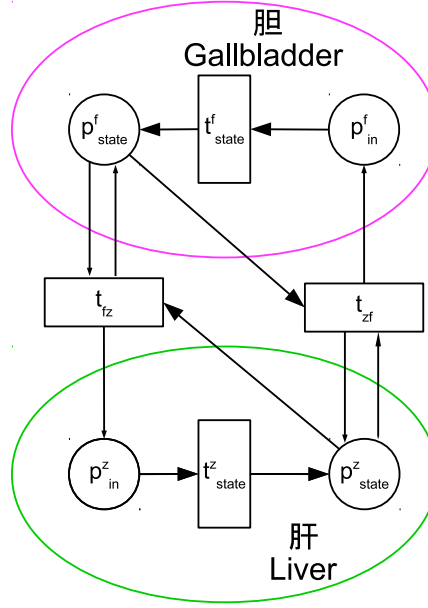 胆
Gallbladder
p^f_state
t^f_state
p^f_in
t_fz
t_zf
p^z_in
t^z_state
p^z_state
肝
Liver